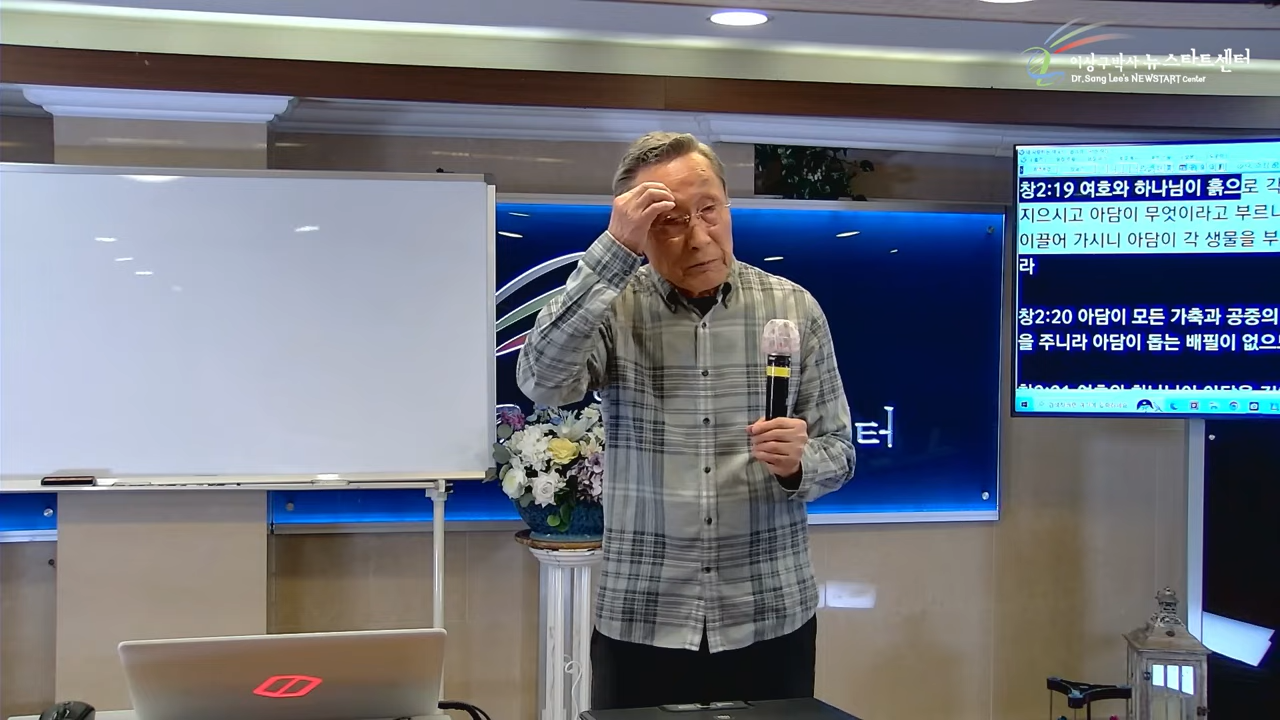 이상구박사 뉴스타트센터
Dr. Sang Lee's NEWSTART Center
창2:19 여호와 하나님이 흙으로 각
지으시고 아담이 무엇이라고 부르나
이끌어 가시니 아담이 각 생물을 부
라
창2:20 아담이 모든 가축과 공중의
을 주니라 아담이 돕는 배필이 없으
터